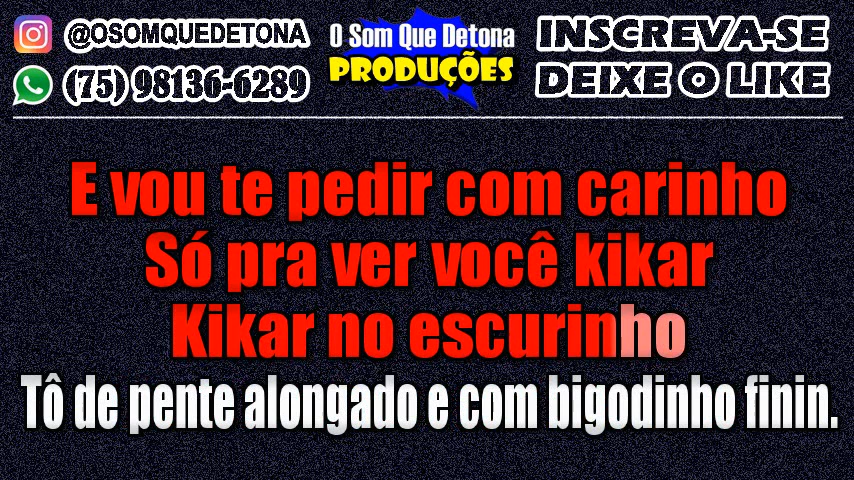 @OSOMQUEDETONA
(75) 98136-6289
O Som Que Detona
PRODUÇÕES
INSCREVA-SE
DEIXE O LIKE
E vou te pedir com carinho
Só pra ver você kikar
Kikar no escurinho
Tô de pente alongado e com bigodinho finin.